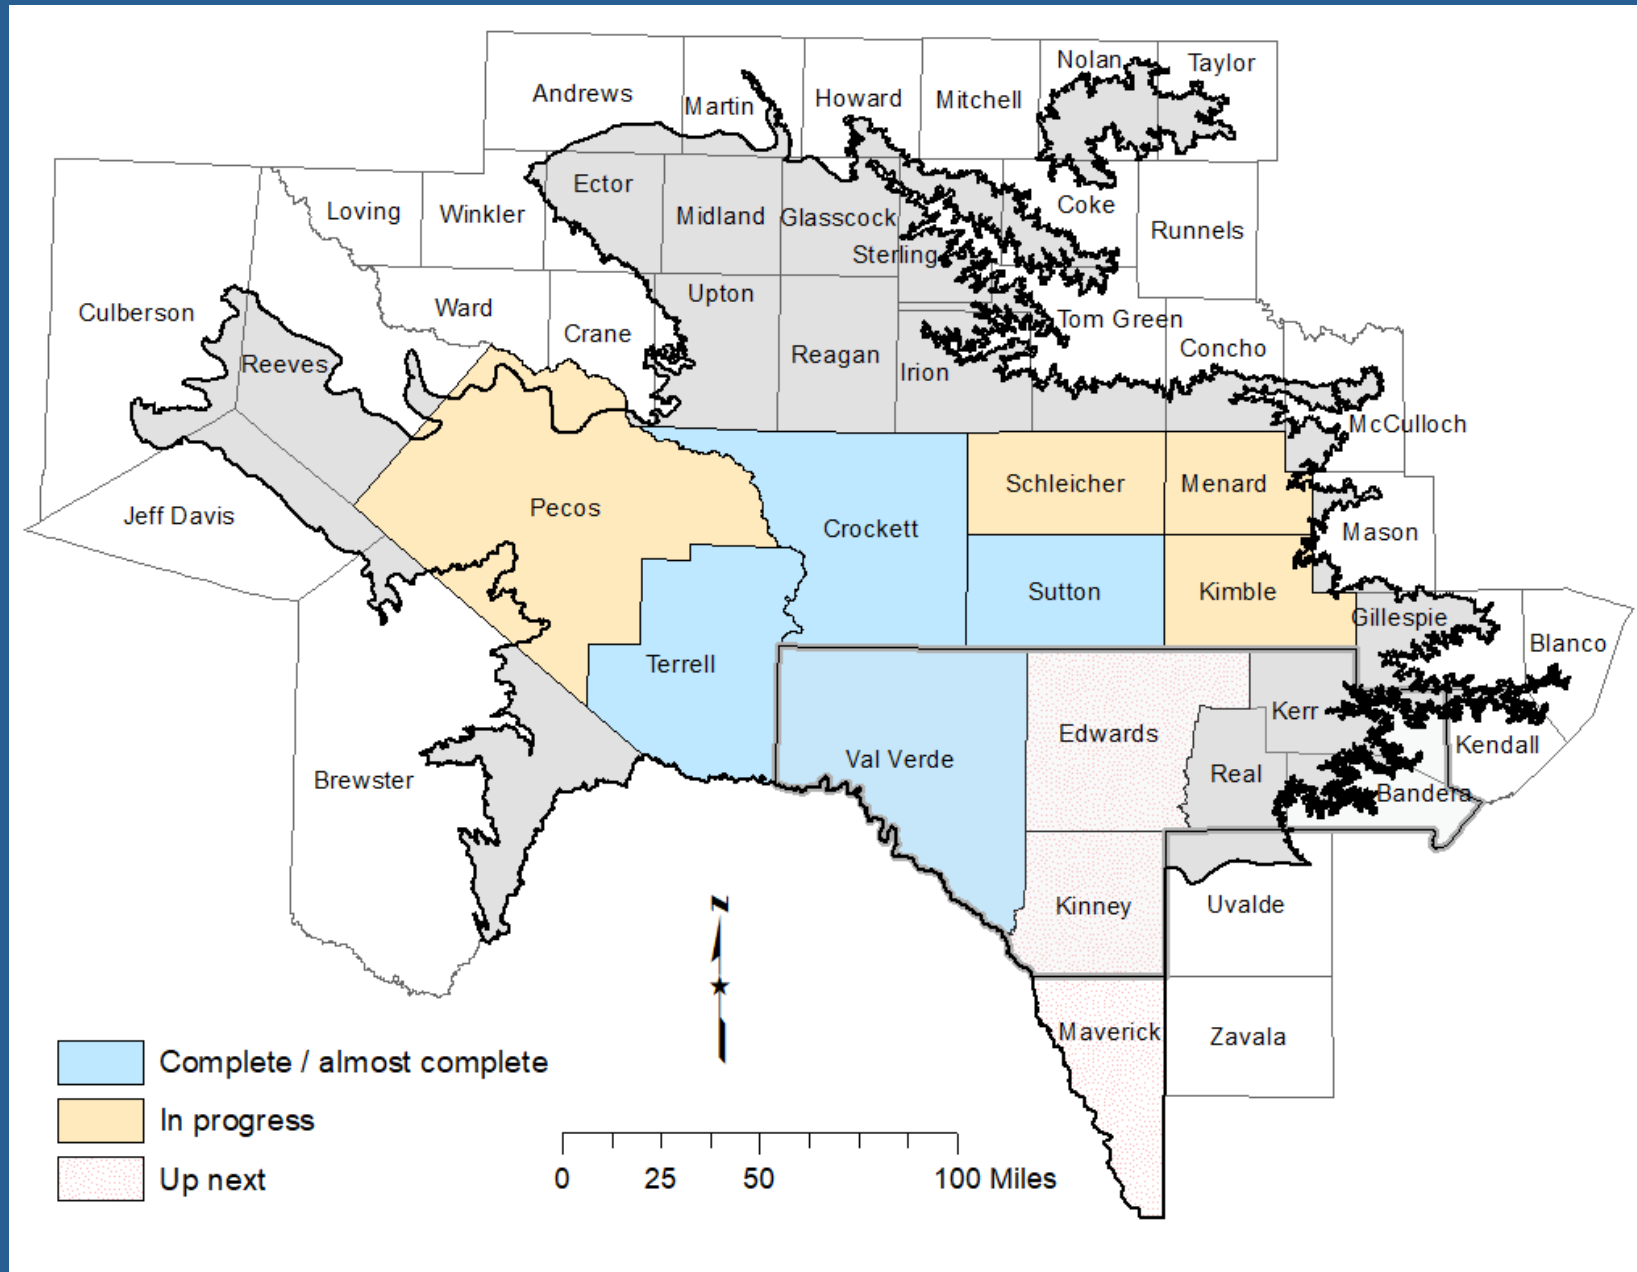 Nolan
Taylor
Andrews
Martin
Howard
Mitchell
Ector
Loving
Winkler
Midland
Glasscock
Coke
Runnels
Sterling
Culberson
Ward
Upton
Crane
Tom Green
Reeves
Reagan
Irion
Concho
McCulloch
Pecos
Schleicher
Menard
Jeff Davis
Crockett
Mason
Sutton
Kimble
Gillespie
Blanco
Terrell
Kerr
Edwards
Kendall
Brewster
Val Verde
Real
Bandera
Kinney
Uvalde
N
Maverick
Zavala
Complete / almost complete
In progress
Up next
0 25 50 100 Miles